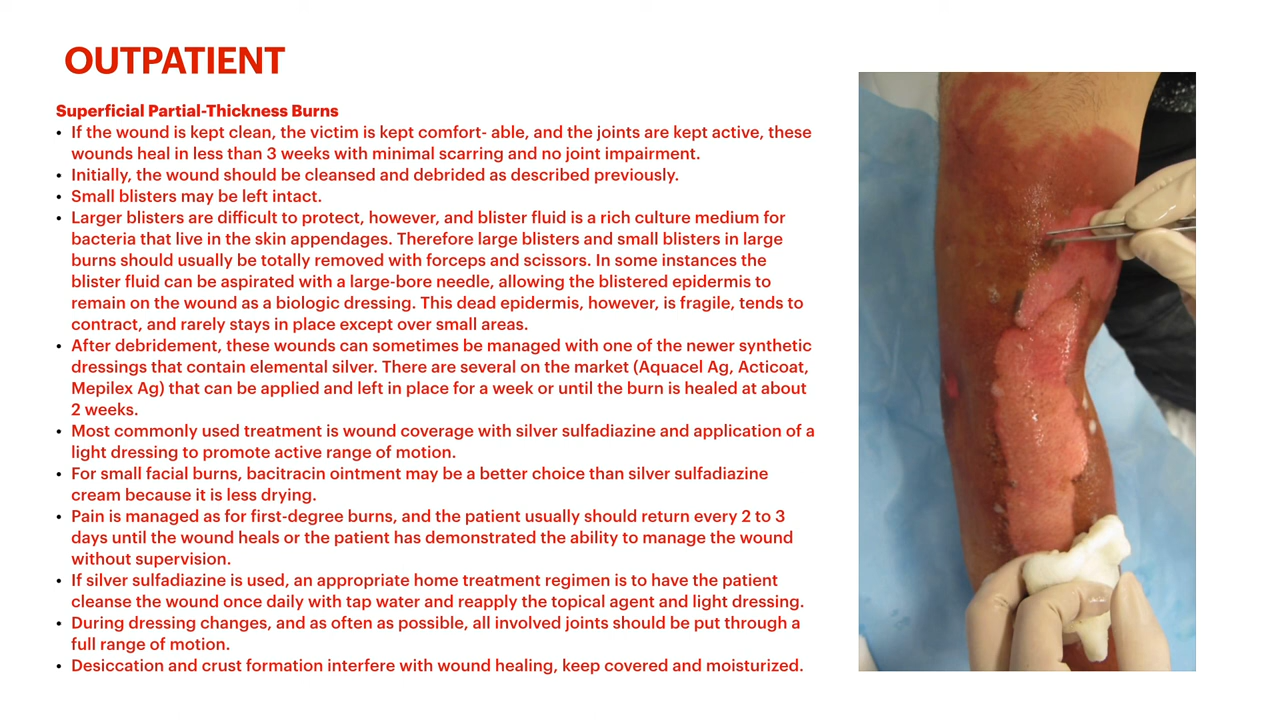 OUTPATIENT
Superficial Partial-Thickness Burns
• If the wound is kept clean, the victim is kept comfort- able, and the joints are kept active, these
wounds heal in less than 3 weeks with minimal scarring and no joint impairment.
• Initially, the wound should be cleansed and debrided as described previously.
• Small blisters may be left intact.
• Larger blisters are difficult to protect, however, and blister fluid is a rich culture medium for
bacteria that live in the skin appendages. Therefore large blisters and small blisters in large
burns should usually be totally removed with forceps and scissors. In some instances the
blister fluid can be aspirated with a large-bore needle, allowing the blistered epidermis to
remain on the wound as a biologic dressing. This dead epidermis, however, is fragile, tends to
contract, and rarely stays in place except over small areas.
• After debridement, these wounds can sometimes be managed with one of the newer synthetic
dressings that contain elemental silver. There are several on the market (Aquacel Ag, Acticoat,
Mepilex Ag) that can be applied and left in place for a week or until the burn is healed at about
2 weeks.
• Most commonly used treatment is wound coverage with silver sulfadiazine and application of a
light dressing to promote active range of motion.
• For small facial burns, bacitracin ointment may be a better choice than silver sulfadiazine
cream because it is less drying.
• Pain is managed as for first-degree burns, and the patient usually should return every 2 to 3
days until the wound heals or the patient has demonstrated the ability to manage the wound
without supervision.
• If silver sulfadiazine is used, an appropriate home treatment regimen is to have the patient
cleanse the wound once daily with tap water and reapply the topical agent and light dressing.
• During dressing changes, and as often as possible, all involved joints should be put through a
full range of motion.
• Desiccation and crust formation interfere with wound healing, keep covered and moisturized.